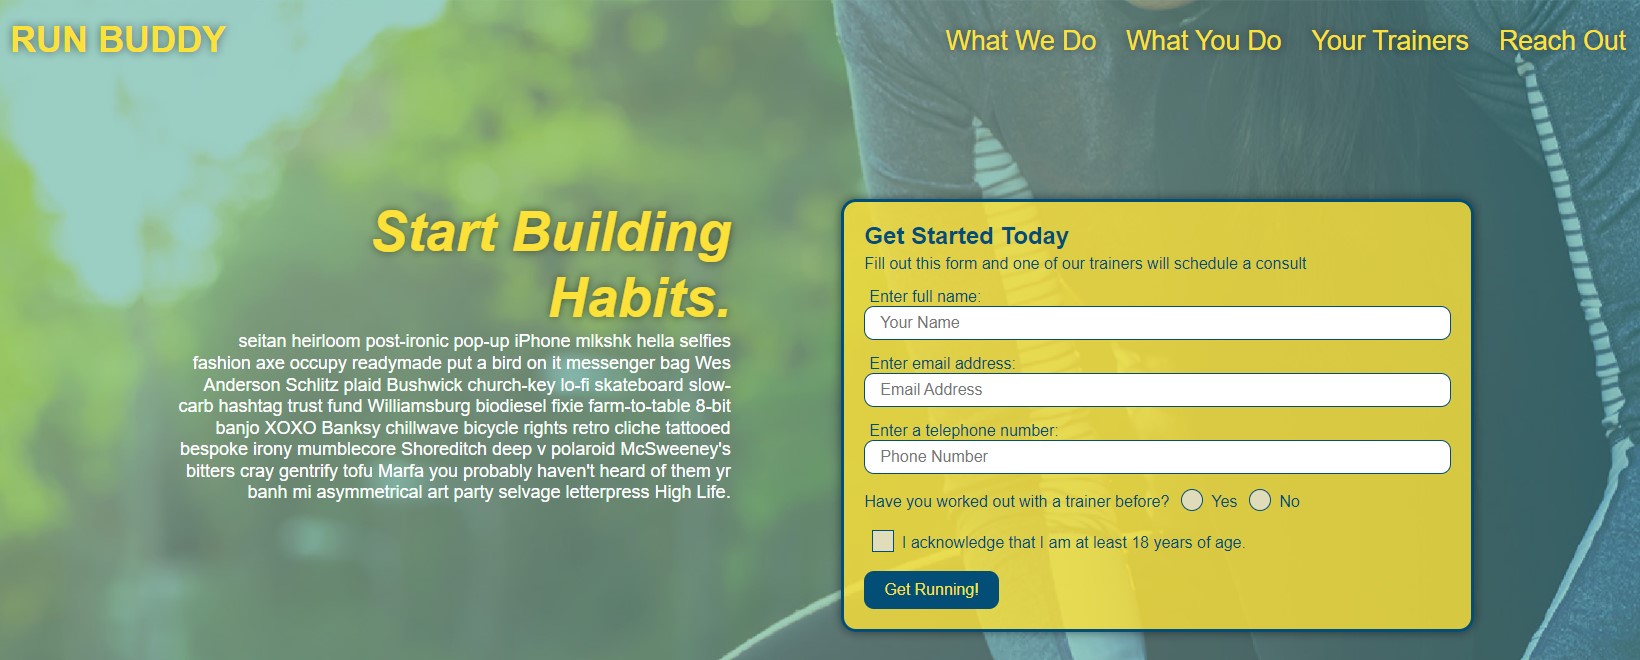 RUN BUDDY
What We Do
What You Do
Your Trainers
Reach Out
Start Building
Habits.
seitan heirloom post-ironic pop-up iPhone mlkshk hella selfies
fashion axe occupy readymade put a bird on it messenger bag Wes
Anderson Schlitz plaid Bushwick church-key lo-fi skateboard slow-
carb hashtag trust fund Williamsburg biodiesel fixie farm-to-table 8-bit
banjo XOXO Banksy chillwave bicycle rights retro cliche tattooed
bespoke irony mumblecore Shoreditch deep v polaroid McSweeney's
bitters cray gentrify tofu Marfa you probably haven't heard of them yr
banh mi asymmetrical art party selvage letterpress High Life.
Get Started Today
Fill out this form and one of our trainers will schedule a consult
Enter full name:
Your Name
Enter email address:
Email Address
Enter a telephone number:
Phone Number
Have you worked out with a trainer before? Yes No
I acknowledge that I am at least 18 years of age.
Get Running!